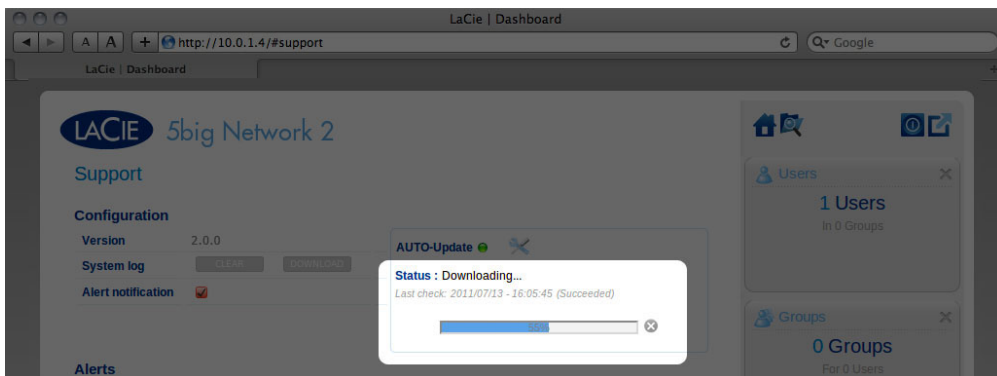 LaCie | Dashboard
A A + http://10.0.1.4/#support Google
LaCie | Dashboard +
LACIE 5big Network 2
Support
Configuration
Version 2.0.0
System log CLEAR DOWNLOAD
Alert notification
AUTO-Update
Status : Downloading...
Last check: 2011/07/13 - 16:05:45 (Succeeded)
55%
Alerts
Users
1 Users
In 0 Groups
Groups
0 Groups
For 0 Users